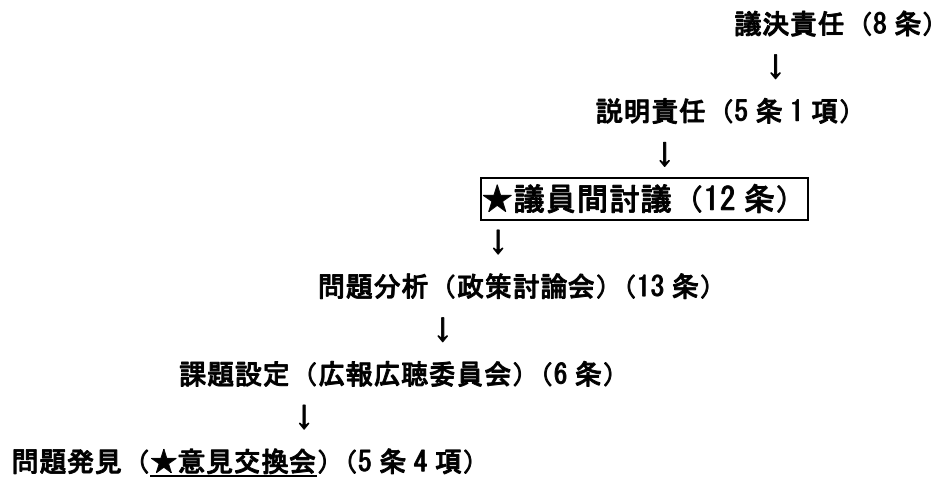 議決責任（8条）
↓
説明責任（5条1項）
↓
★議員間討議（12条）
↓
問題分析（政策討論会）（13条）
↓
課題設定（広報広聴委員会）（6条）
↓
問題発見（★意見交換会）（5条4項）